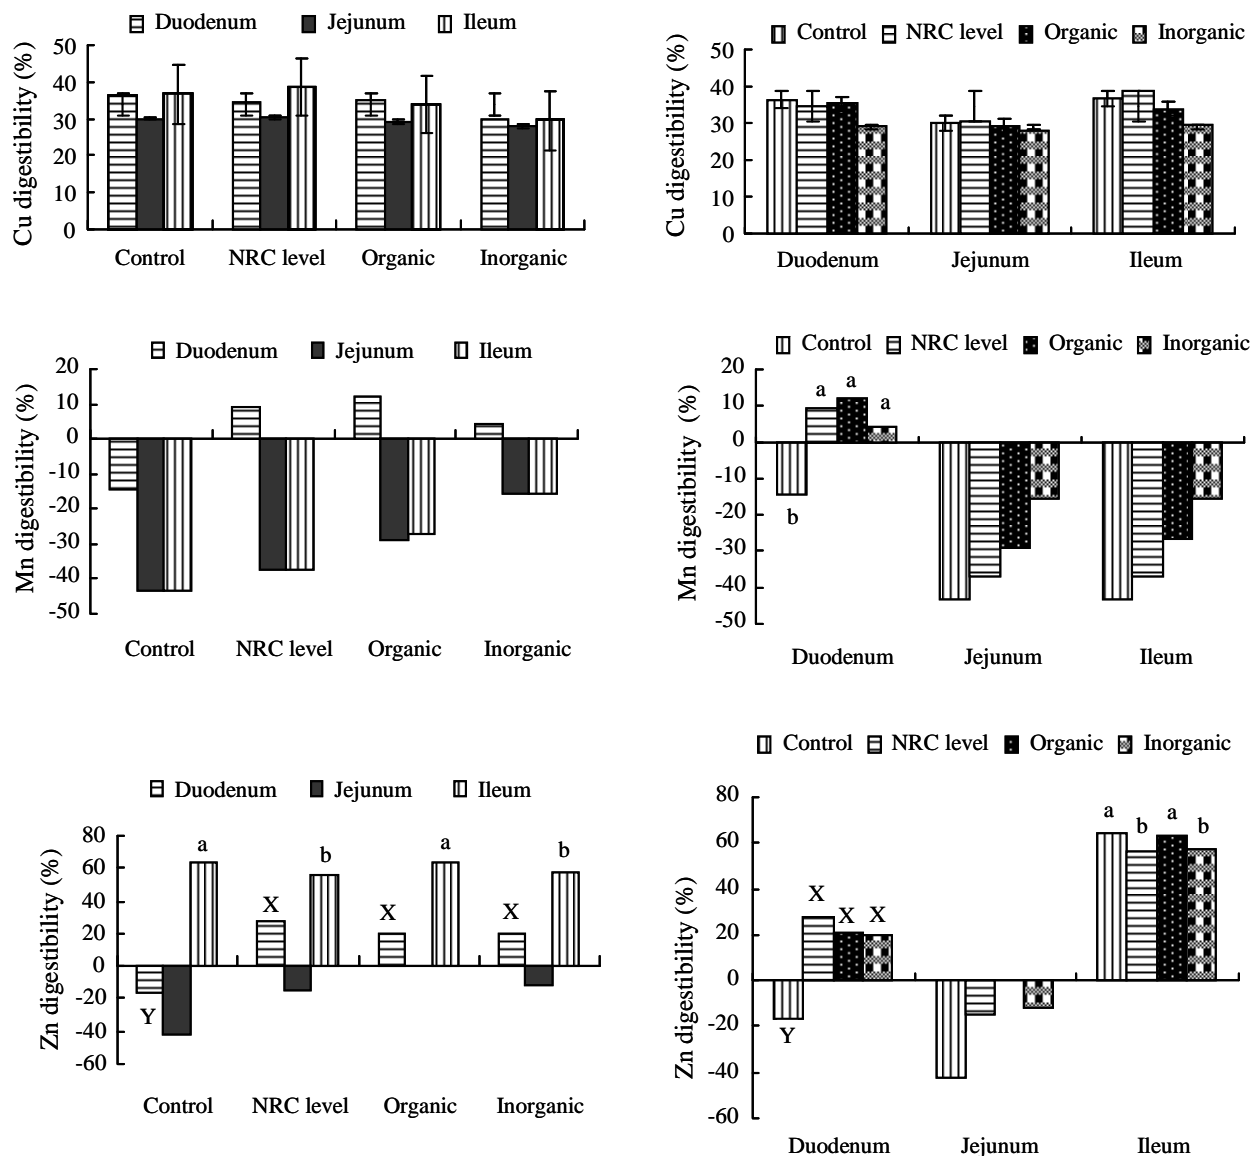 Duodenum Jejunum Ileum
Cu digestibility (%)
50
40
30
20
10
0
Control NRC level Organic Inorganic
Control NRC level Organic Inorganic
Cu digestibility (%)
50
40
30
20
10
0
Duodenum Jejunum Ileum
Duodenum Jejunum Ileum
Mn digestibility (%)
20
10
0
-10
-20
-30
-40
-50
Control NRC level Organic Inorganic
Control NRC level Organic Inorganic
Mn digestibility (%)
20
10
0
-10
-20
-30
-40
-50
a a a
b
Duodenum Jejunum Ileum
Duodenum Jejunum Ileum
Zn digestibility (%)
80
60
40
20
0
-20
-40
-60
a b a b
X X X
Y
Control NRC level Organic Inorganic
Control NRC level Organic Inorganic
Zn digestibility (%)
80
60
40
20
0
-20
-40
-60
a b a b
X X X
Y
Duodenum Jejunum Ileum